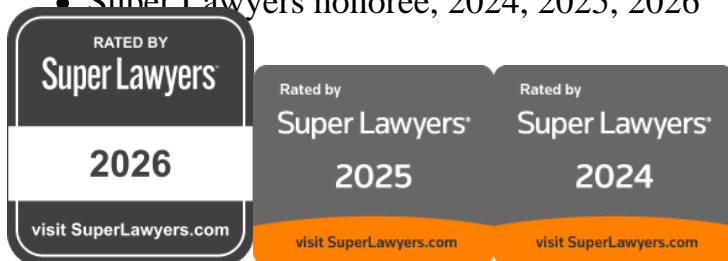 • Super Lawyers honoree, 2024, 2025, 2026
RATED BY
Super Lawyers
2026
visit SuperLawyers.com
Rated by
Super Lawyers®
2025
visit SuperLawyers.com
Rated by
Super Lawyers®
2024
visit SuperLawyers.com